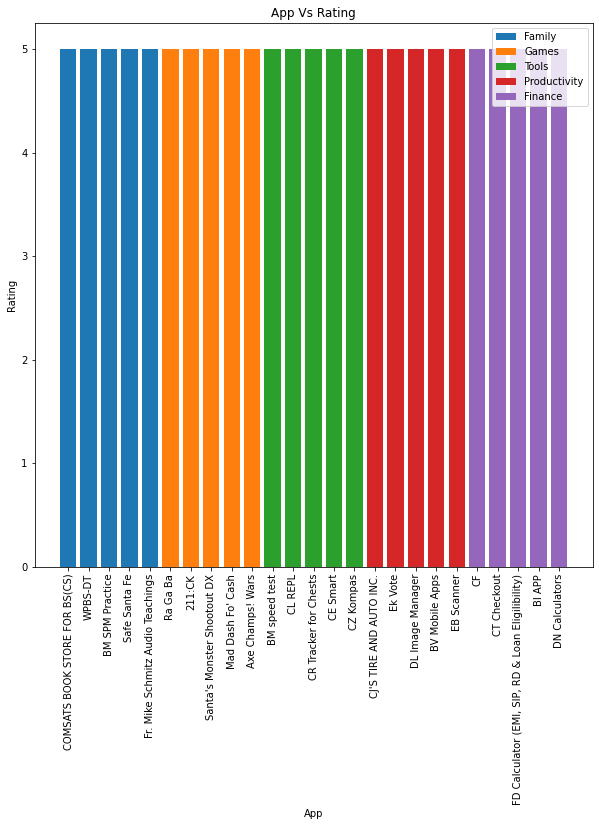 App Vs Rating
Family
Games
Tools
Productivity
Finance
Rating
5
4
3
2
1
0
COMSATS BOOK STORE FOR BS(CS)
WPBS-DT
BM SPM Practice
Safe Santa Fe
Fr. Mike Schmitz Audio Teachings
Ra Ga Ba
211:CK
Santa's Monster Shootout DX
Mad Dash Fo' Cash
Axe Champs! Wars
BM speed test
CL REPL
CR Tracker for Chests
CE Smart
CZ Kompas
CJ'S TIRE AND AUTO INC.
Ek Vote
DL Image Manager
BV Mobile Apps
EB Scanner
CF
CT Checkout
FD Calculator (EMI, SIP, RD & Loan Eligilibility)
BI APP
DN Calculators
App